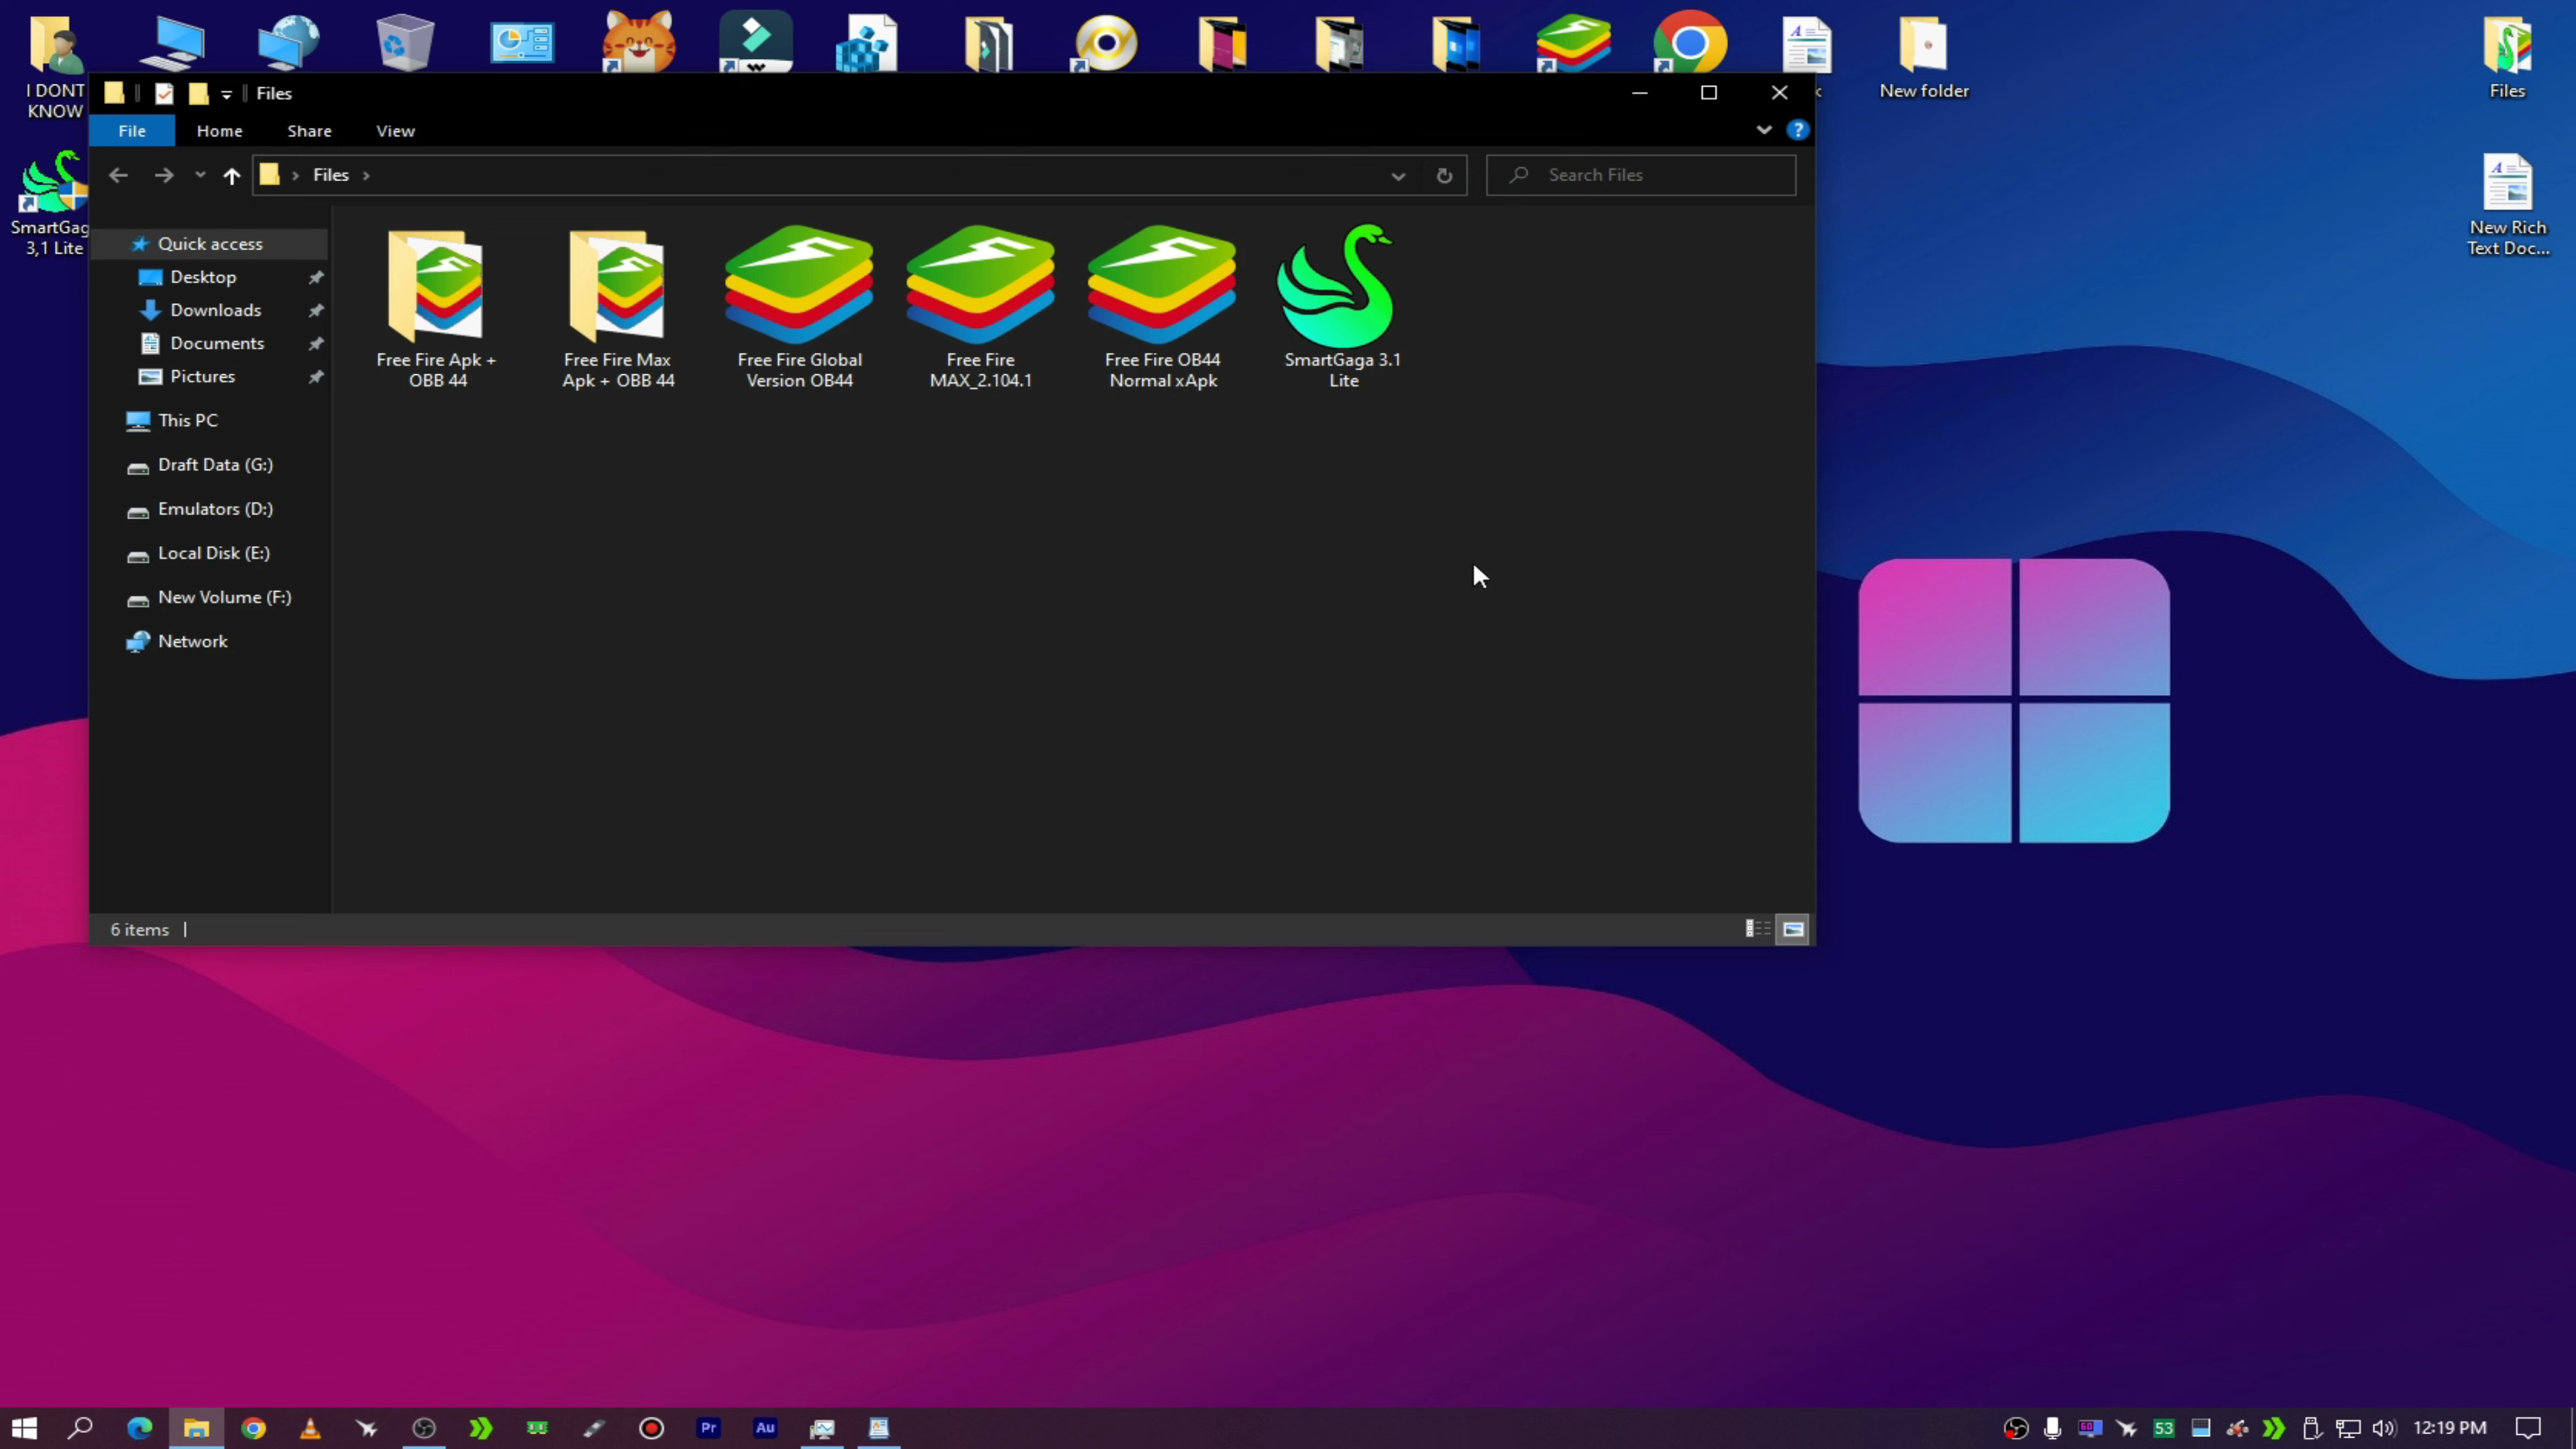 I DONT
KNOW
New folder
Files
SmartGag
3,1 Lite
New Rich
Text Doc...
Files
File
Home
Share
View
?
Files
Search Files
Quick access
Desktop
Downloads
Documents
Pictures
This PC
Draft Data (G:)
Emulators (D:)
Local Disk (E:)
New Volume (F:)
Network
Free Fire Apk +
OBB 44
Free Fire Max
Apk + OBB 44
Free Fire Global
Version OB44
Free Fire
MAX_2.104.1
Free Fire OB44
Normal xApk
SmartGaga 3.1
Lite
6 items
Pr
Au
60
53
12:19 PM